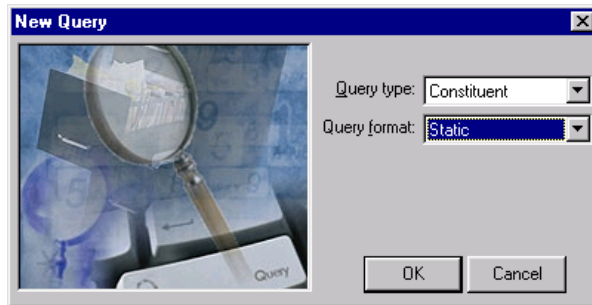 New Query
Query type: Constituent
Query format: Static
Query
OK Cancel